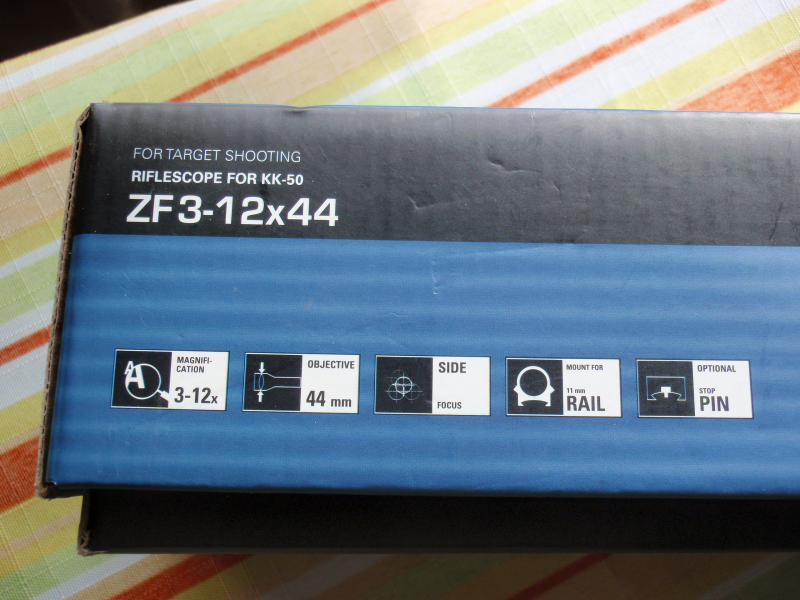 FOR TARGET SHOOTING
RIFLESCOPE FOR KK-50
ZF3-12x44
MAGNIFI-
CATION
3-12x
OBJECTIVE
44 mm
SIDE
FOCUS
MOUNT FOR
11 mm
RAIL
OPTIONAL
STOP
PIN